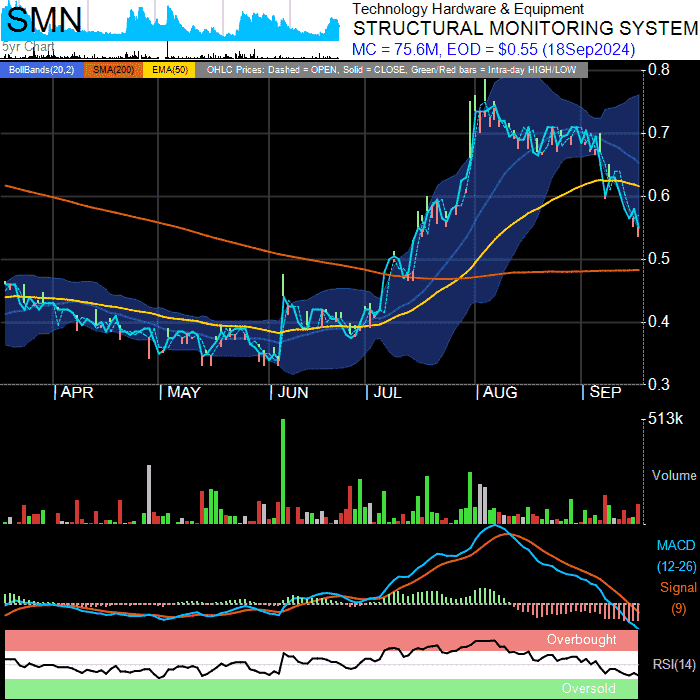 SMN
5yr Chart
Technology Hardware & Equipment
STRUCTURAL MONITORING SYSTEM
MC = 75.6M, EOD = $0.55 (18Sep2024)
BollBands(20,2) SMA(200) EMA(50) OHLC Prices: Dashed = OPEN, Solid = CLOSE, Green/Red bars = Intra-day HIGH/LOW
0.8
0.7
0.6
0.5
0.4
0.3
APR MAY JUN JUL AUG SEP
513k
Volume
MACD
(12-26)
Signal
(9)
Overbought
RSI(14)
Oversold